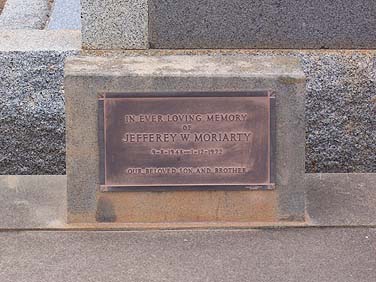 IN EVER LOVING MEMORY
OF
JEFFEREY W. MORIARTY
OUR BELOVED SON AND BROTHER